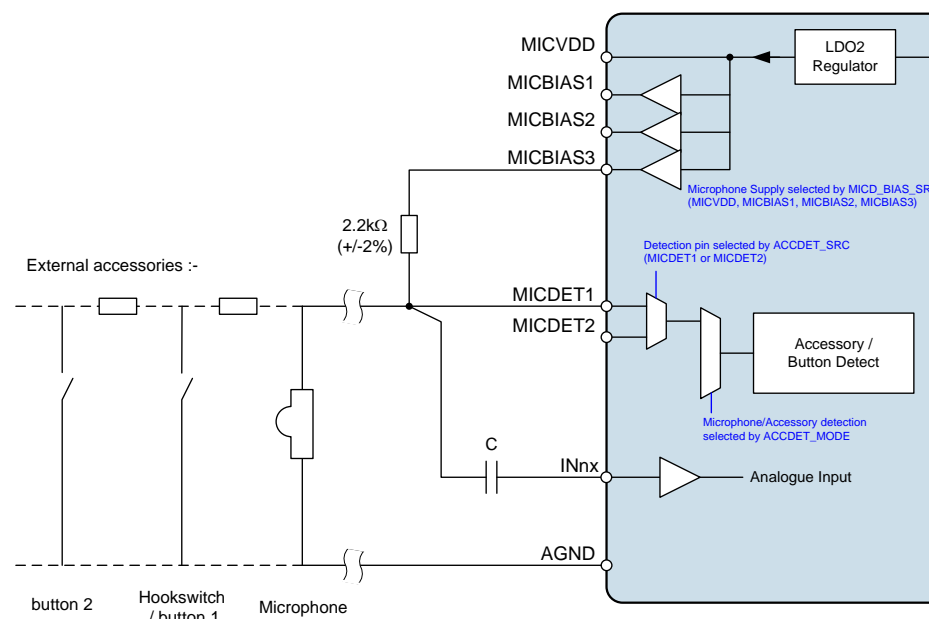 MICVDD
LDO2
Regulator
MICBIAS1
MICBIAS2
MICBIAS3
Microphone Supply selected by MICD_BIAS_SR
(MICVDD, MICBIAS1, MICBIAS2, MICBIAS3)
2.2kΩ
(+/-2%)
Detection pin selected by ACCDET_SRC
(MICDET1 or MICDET2)
External accessories :-
MICDET1
MICDET2
Accessory /
Button Detect
Microphone/Accessory detection
selected by ACCDET_MODE
C
INnx
Analogue Input
AGND
button 2
Hookswitch
/ button 1
Microphone